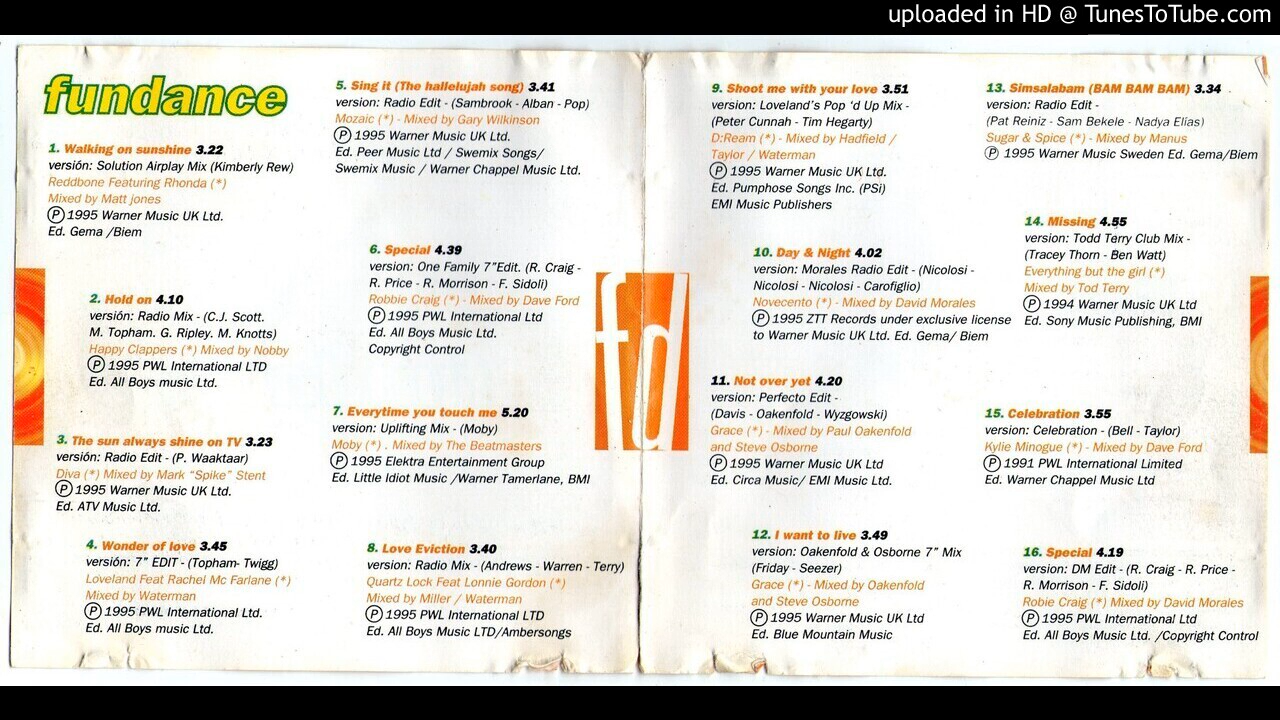 uploaded in HD @ TunesToTube.com
fundance
1. Walking on sunshine 3.22
versión: Solution Airplay Mix (Kimberly Rew)
Reddbone Featuring Rhonda (*)
Mixed by Matt jones
Ⓟ 1995 Warner Music UK Ltd.
Ed. Gema /Biem
2. Hold on 4.10
versión: Radio Mix - (C.J. Scott.
M. Topham. G. Ripley. M. Knotts)
Happy Clappers (*) Mixed by Nobby
Ⓟ 1995 PWL International LTD
Ed. All Boys music Ltd.
3. The sun always shine on TV 3.23
versión: Radio Edit - (P. Waaktaar)
Diva (*) Mixed by Mark "Spike" Stent
Ⓟ 1995 Warner Music UK Ltd.
Ed. ATV Music Ltd.
4. Wonder of love 3.45
versión: 7" EDIT - (Topham- Twigg)
Loveland Feat Rachel Mc Farlane (*)
Mixed by Waterman
Ⓟ 1995 PWL International Ltd.
Ed. All Boys music Ltd.
5. Sing it (The hallelujah song) 3.41
version: Radio Edit - (Sambrook - Alban - Pop)
Mozaic (*) - Mixed by Gary Wilkinson
Ⓟ 1995 Warner Music UK Ltd.
Ed. Peer Music Ltd / Swemix Songs/
Swemix Music / Warner Chappel Music Ltd.
6. Special 4.39
version: One Family 7"Edit. (R. Craig -
R. Price - R. Morrison - F. Sidoli)
Robbie Craig (*) - Mixed by Dave Ford
Ⓟ 1995 PWL International Ltd
Ed. All Boys Music Ltd.
Copyright Control
7. Everytime you touch me 5.20
version: Uplifting Mix - (Moby)
Moby (*) . Mixed by The Beatmasters
Ⓟ 1995 Elektra Entertainment Group
Ed. Little Idiot Music /Warner Tamerlane, BMI
8. Love Eviction 3.40
version: Radio Mix - (Andrews - Warren - Terry)
Quartz Lock Feat Lonnie Gordon (*)
Mixed by Miller / Waterman
Ⓟ 1995 PWL International LTD
Ed. All Boys Music LTD/Ambersongs
fd
9. Shoot me with your love 3.51
version: Loveland's Pop 'd Up Mix -
(Peter Cunnah - Tim Hegarty)
D:Ream (*) - Mixed by Hadfield /
Taylor / Waterman
Ⓟ 1995 Warner Music UK Ltd.
Ed. Pumphose Songs Inc. (PSi)
EMI Music Publishers
10. Day & Night 4.02
version: Morales Radio Edit - (Nicolosi -
Nicolosi - Nicolosi - Carofiglio)
Novecento (*) - Mixed by David Morales
Ⓟ 1995 ZTT Records under exclusive license
to Warner Music UK Ltd. Ed. Gema/ Biem
11. Not over yet 4.20
version: Perfecto Edit -
(Davis - Oakenfold - Wyzgowski)
Grace (*) - Mixed by Paul Oakenfold
and Steve Osborne
Ⓟ 1995 Warner Music UK Ltd
Ed. Circa Music/ EMI Music Ltd.
12. I want to live 3.49
version: Oakenfold & Osborne 7" Mix
(Friday - Seezer)
Grace (*) - Mixed by Oakenfold
and Steve Osborne
Ⓟ 1995 Warner Music UK Ltd
Ed. Blue Mountain Music
13. Simsalabam (BAM BAM BAM) 3.34
version: Radio Edit -
(Pat Reiniz - Sam Bekele - Nadya Elias)
Sugar & Spice (*) - Mixed by Manus
Ⓟ 1995 Warner Music Sweden Ed. Gema/Biem
14. Missing 4.55
version: Todd Terry Club Mix -
(Tracey Thorn - Ben Watt)
Everything but the girl (*)
Mixed by Tod Terry
Ⓟ 1994 Warner Music UK Ltd
Ed. Sony Music Publishing, BMI
15. Celebration 3.55
version: Celebration - (Bell - Taylor)
Kylie Minogue (*) - Mixed by Dave Ford
Ⓟ 1991 PWL International Limited
Ed. Warner Chappel Music Ltd
16. Special 4.19
version: DM Edit - (R. Craig - R. Price -
R. Morrison - F. Sidoli)
Robie Craig (*) Mixed by David Morales
Ⓟ 1995 PWL International Ltd
Ed. All Boys Music Ltd. /Copyright Control